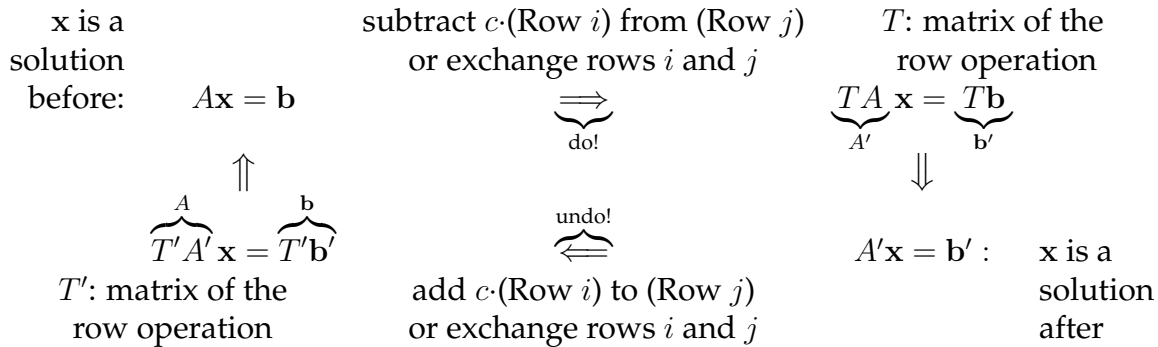 x is a subtract c·(Row i) from (Row j) T: matrix of the
solution or exchange rows i and j row operation
before: Ax = b ⟹ TA x = Tb
do! A′ b′
⇑ ⇓
A b undo!
T′A′ x = T′b′ ⟸ A′x = b′ : x is a
T′: matrix of the add c·(Row i) to (Row j) solution
row operation or exchange rows i and j after